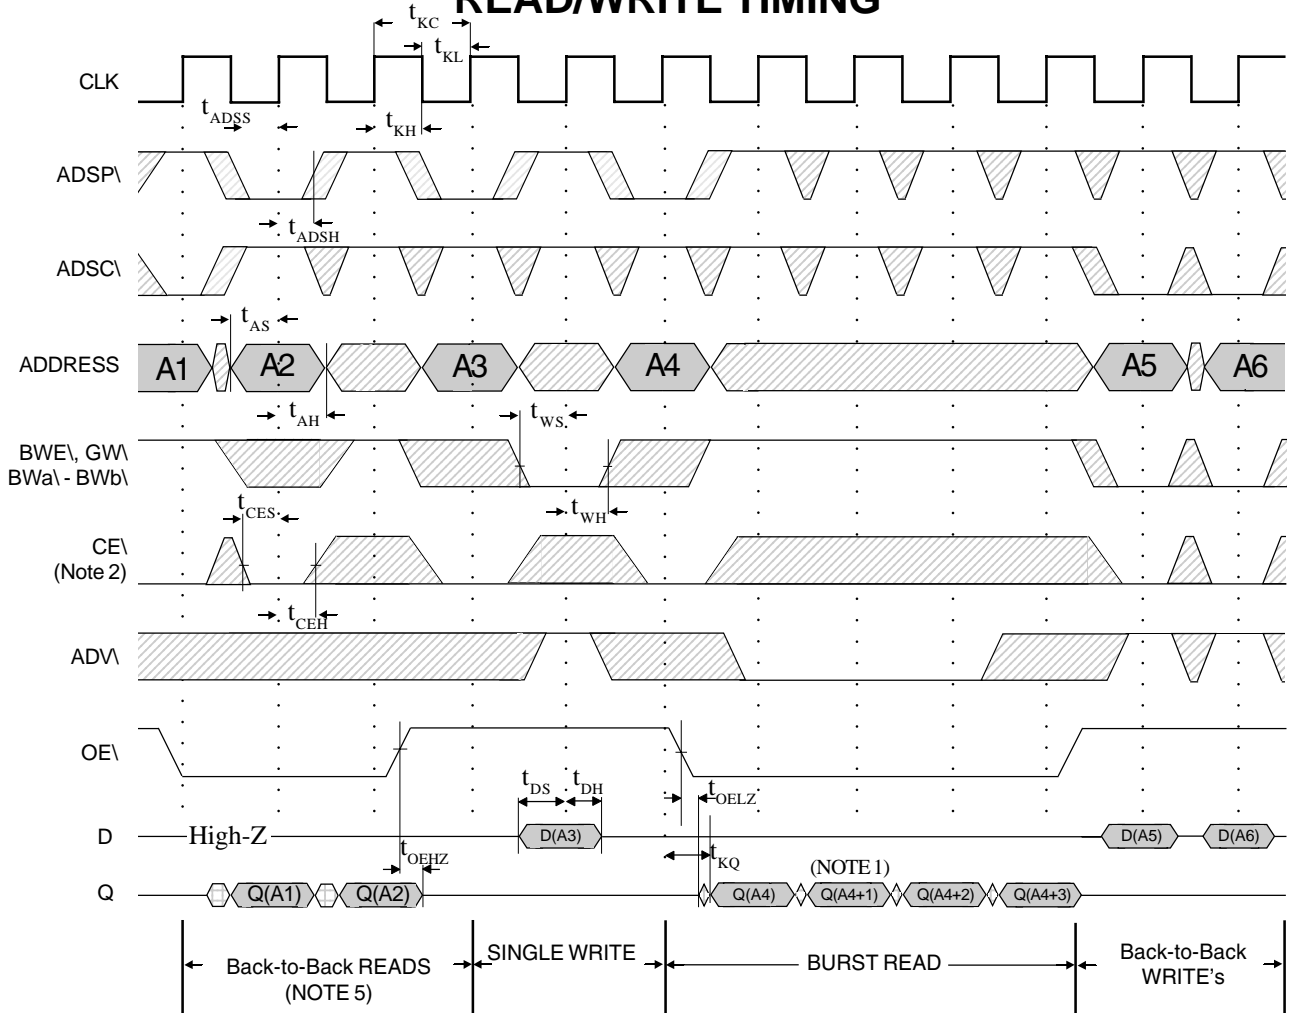 READ/WRITE TIMING
tKC
tKL
CLK
tADSS
tKH
ADSP\
tADSH
ADSC\
tAS
ADDRESS
A1
A2
A3
A4
A5
A6
tAH
tWS
BWE\, GW\
BWa\ - BWb\
tCES
tWH
CE\
(Note 2)
tCEH
ADV\
OE\
tDS
tDH
tOELZ
D
High-Z
D(A3)
D(A5)
D(A6)
tOEHZ
tKQ
(NOTE 1)
Q
Q(A1)
Q(A2)
Q(A4)
Q(A4+1)
Q(A4+2)
Q(A4+3)
Back-to-Back READS
(NOTE 5)
SINGLE WRITE
BURST READ
Back-to-Back
WRITE's